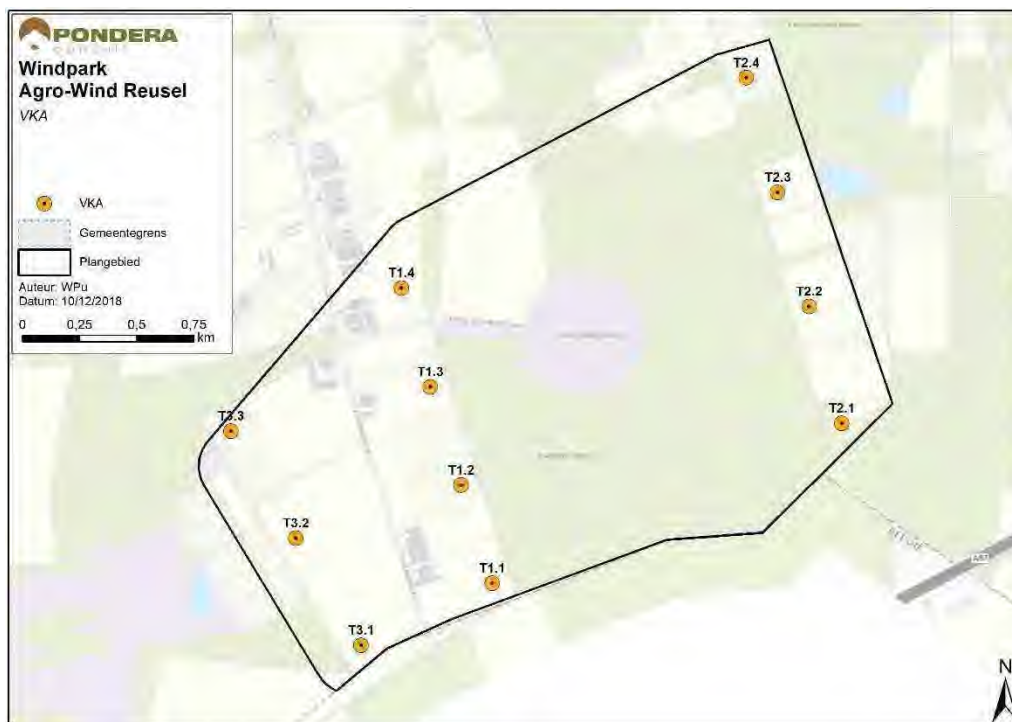 PONDERA
Windpark
Agro-Wind Reusel
VKA
VKA
Gemeentegrens
Plangebied
Auteur: WPu
Datum: 10/12/2018
0 0,25 0,5 0,75
km
T2.4
T2.3
T2.2
T2.1
T1.4
T1.3
T1.2
T1.1
T3.3
T3.2
T3.1
N